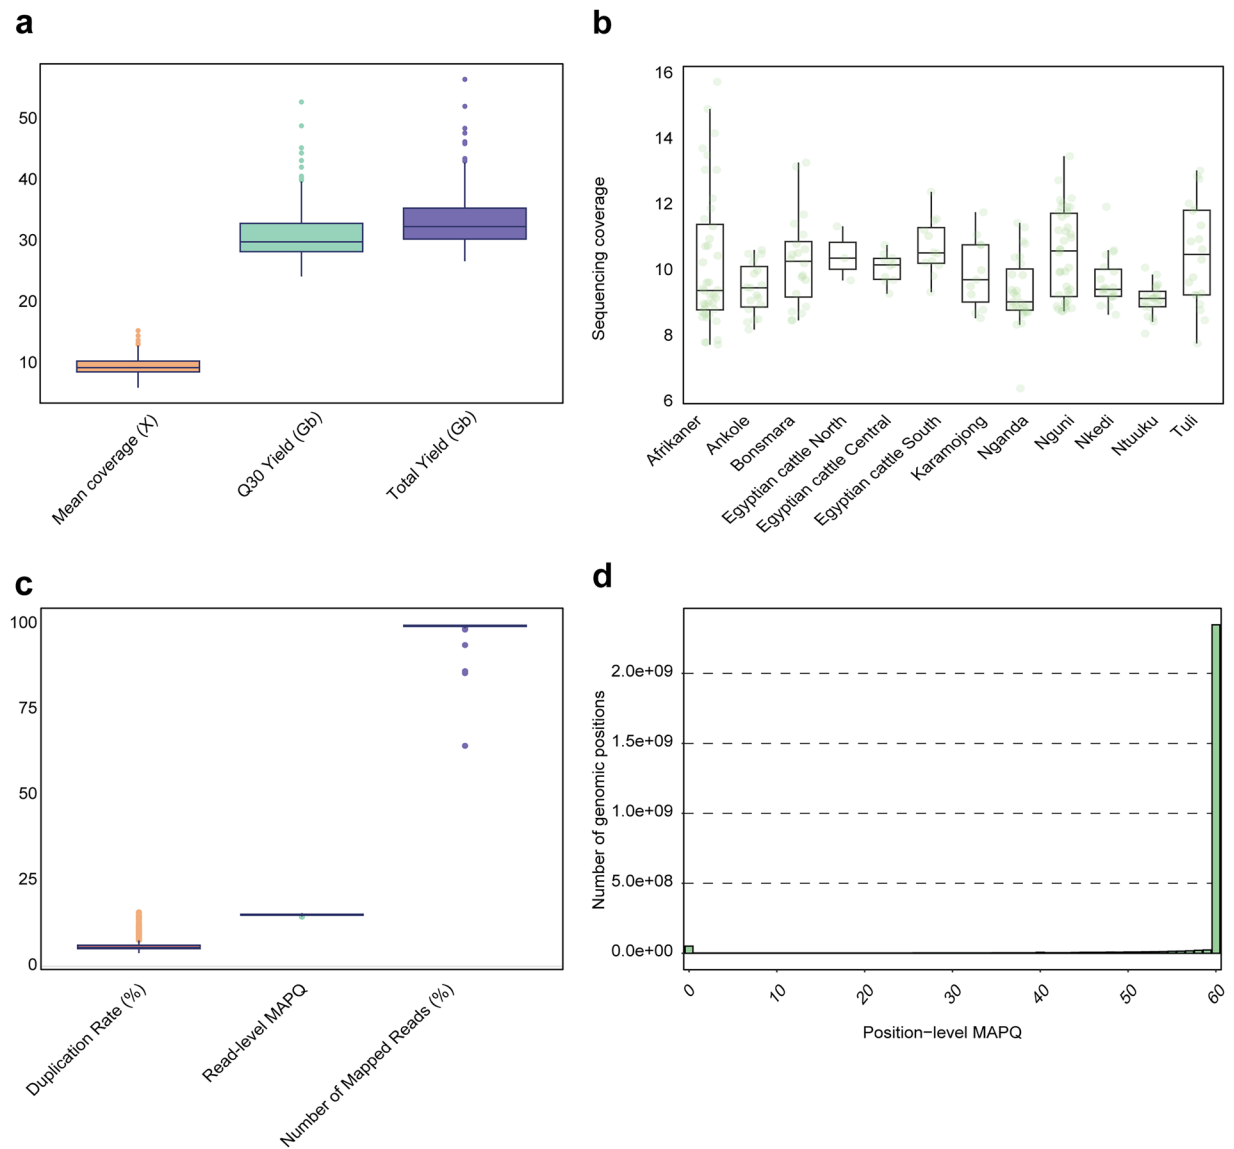 a
50
40
30
20
10
Mean coverage (X)
Q30 Yield (Gb)
Total Yield (Gb)
b
Sequencing coverage
16
14
12
10
8
6
Afrikaner
Ankole
Bonsmara
Egyptian cattle North
Egyptian cattle Central
Egyptian cattle South
Karamojong
Nganda
Nguni
Nkedi
Ntuuku
Tuli
c
100
75
50
25
0
Duplication Rate (%)
Read-level MAPQ
Number of Mapped Reads (%)
d
Number of genomic positions
2.0e+09
1.5e+09
1.0e+09
5.0e+08
0.0e+00
0
10
20
30
40
50
60
Position−level MAPQ